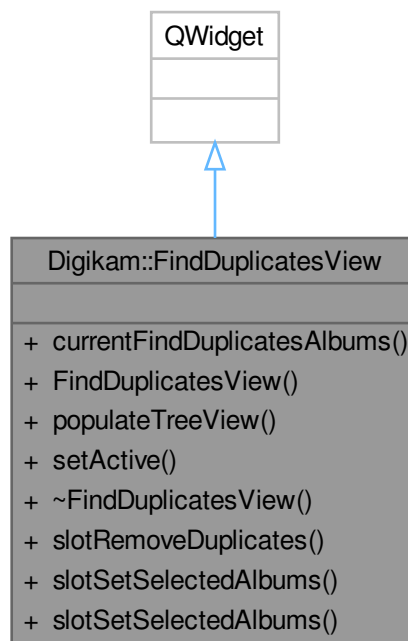 QWidget
Digikam::FindDuplicatesView
+ currentFindDuplicatesAlbums()
+ FindDuplicatesView()
+ populateTreeView()
+ setActive()
+ ~FindDuplicatesView()
+ slotRemoveDuplicates()
+ slotSetSelectedAlbums()
+ slotSetSelectedAlbums()